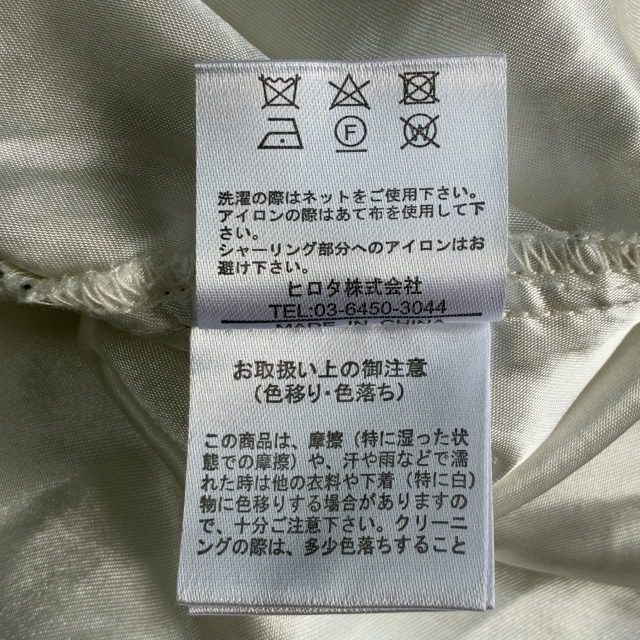 F W
洗濯の際はネットをご使用下さい。
アイロンの際はあて布を使用して下
さい。
シャーリング部分へのアイロンはお
避け下さい。
ヒロタ株式会社
TEL:03-6450-3044
MADE IN CHINA
お取扱い上の御注意
(色移り・色落ち)
この商品は、摩擦（特に湿った状
態での摩擦）や、汗や雨などで濡
れた時は他の衣料や下着（特に白）
物に色移りする場合がありますの
で、十分ご注意下さい。クリーニ
ングの際は、多少色落ちすること